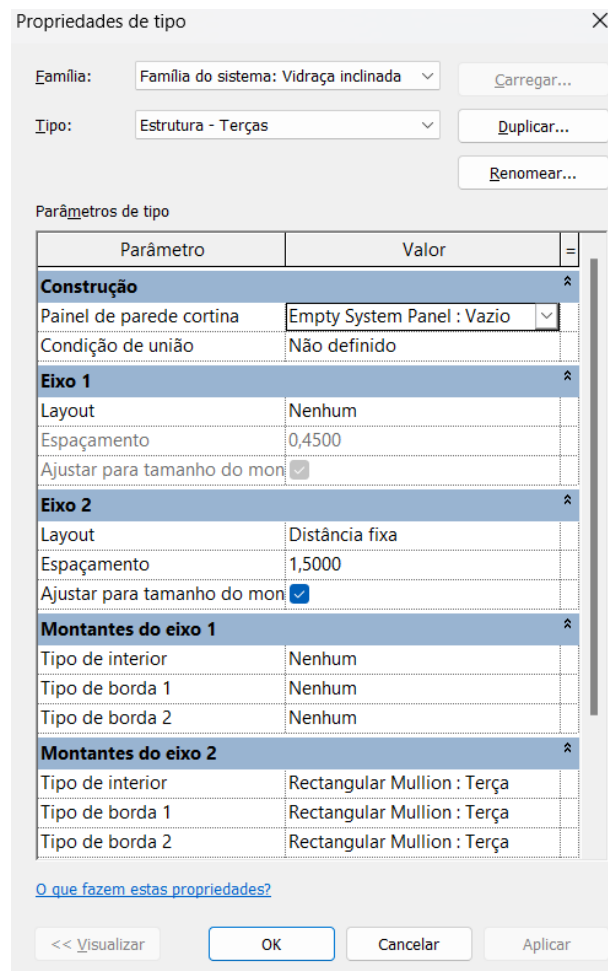 Propriedades de tipo
Família: Família do sistema: Vidraça inclinada Carregar...
Tipo: Estrutura - Terças Duplicar...
Renomear...
Parâmetros de tipo
Parâmetro Valor =
Construção
Painel de parede cortina Empty System Panel : Vazio
Condição de união Não definido
Eixo 1
Layout Nenhum
Espaçamento 0,4500
Ajustar para tamanho do mon
Eixo 2
Layout Distância fixa
Espaçamento 1,5000
Ajustar para tamanho do mon
Montantes do eixo 1
Tipo de interior Nenhum
Tipo de borda 1 Nenhum
Tipo de borda 2 Nenhum
Montantes do eixo 2
Tipo de interior Rectangular Mullion : Terça
Tipo de borda 1 Rectangular Mullion : Terça
Tipo de borda 2 Rectangular Mullion : Terça
O que fazem estas propriedades?
<< Visualizar OK Cancelar Aplicar